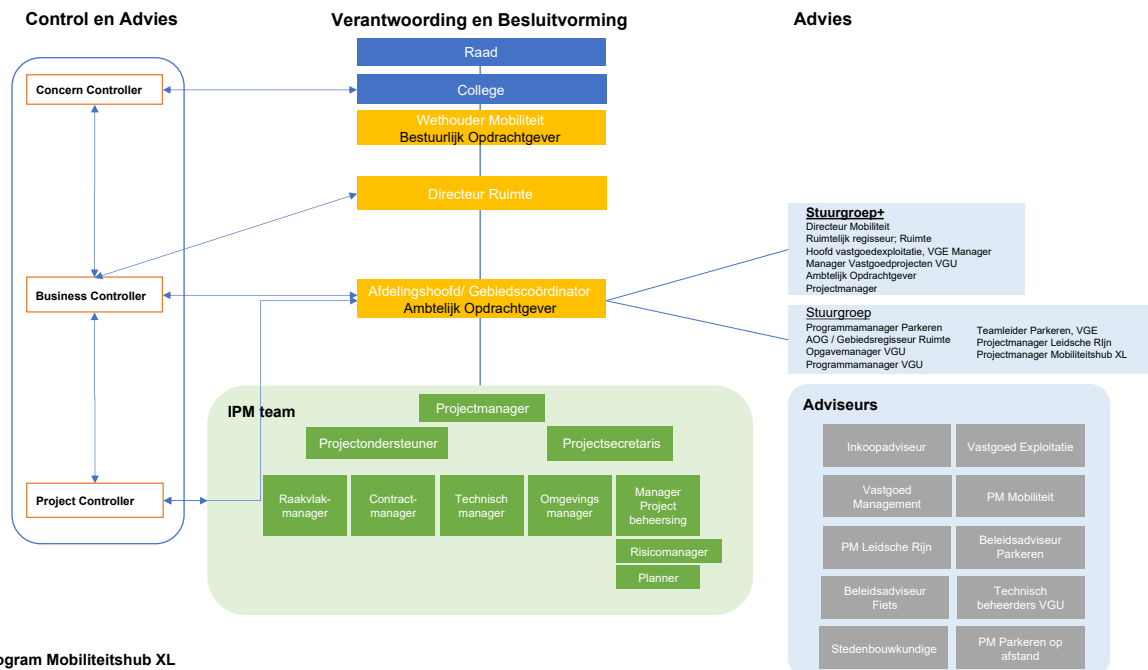 Control en Advies
Verantwoording en Besluitvorming
Advies
Raad
Concern Controller
College
Wethouder Mobiliteit
Bestuurlijk Opdrachtgever
Directeur Ruimte
Stuurgroep+
Directeur Mobiliteit
Ruimtelijk regisseur; Ruimte
Hoofd vastgoedexploitatie, VGE Manager
Manager Vastgoedprojecten VGU
Ambtelijk Opdrachtgever
Projectmanager
Business Controller
Afdelingshoofd/ Gebiedscoördinator
Ambtelijk Opdrachtgever
Stuurgroep
Programmamanager Parkeren
AOG / Gebiedsregisseur Ruimte
Opgavemanager VGU
Programmamanager VGU
Teamleider Parkeren, VGE
Projectmanager Leidsche RIjn
Projectmanager Mobiliteitshub XL
IPM team
Projectmanager
Projectondersteuner
Projectsecretaris
Project Controller
Raakvlak-
manager
Contract-
manager
Technisch
manager
Omgevings
manager
Manager
Project
beheersing
Risicomanager
Planner
Adviseurs
Inkoopadviseur
Vastgoed Exploitatie
Vastgoed
Management
PM Mobiliteit
PM Leidsche Rijn
Beleidsadviseur
Parkeren
Beleidsadviseur
Fiets
Technisch
beheerders VGU
Stedenbouwkundige
PM Parkeren op
afstand
ogram Mobiliteitshub XL